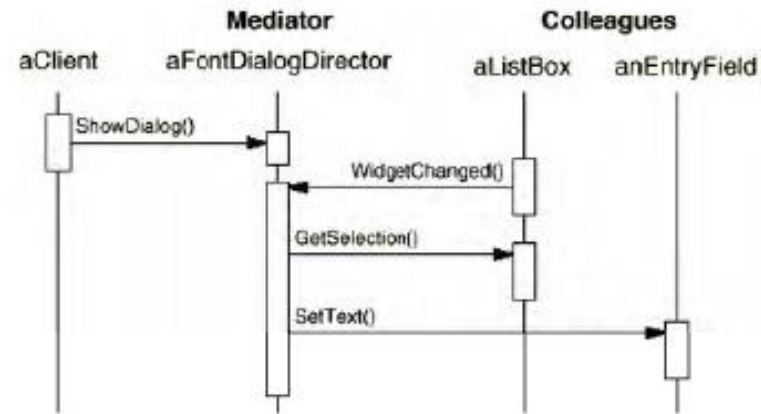 Mediator Colleagues
aClient aFontDialogDirector aListBox anEntryField
ShowDialog()
WidgetChanged()
GetSelection()
SetText()